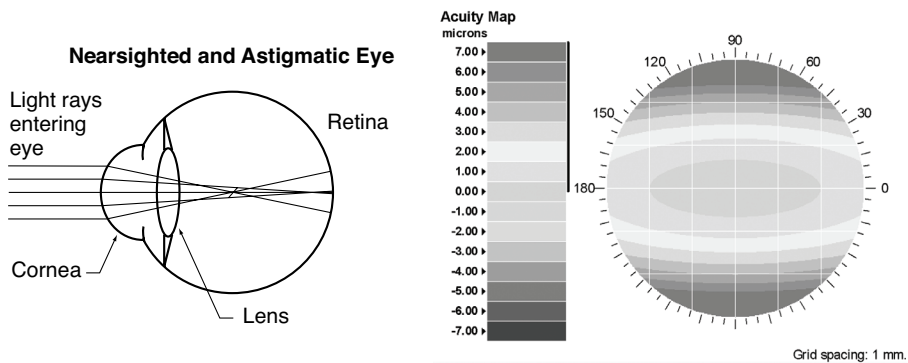 Nearsighted and Astigmatic Eye
Light rays
entering
eye
Retina
Cornea
Lens
Acuity Map
microns
7.00
6.00
5.00
4.00
3.00
2.00
1.00
0.00
-1.00
-2.00
-3.00
-4.00
-5.00
-6.00
-7.00
90
120
60
150
30
180
0
Grid spacing: 1 mm.